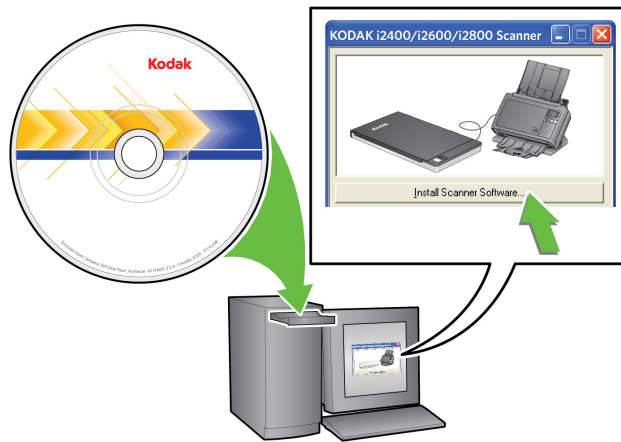 Kodak
KODAK i2400/i2600/i2800 Scanner
Kodak
Install Scanner Software...